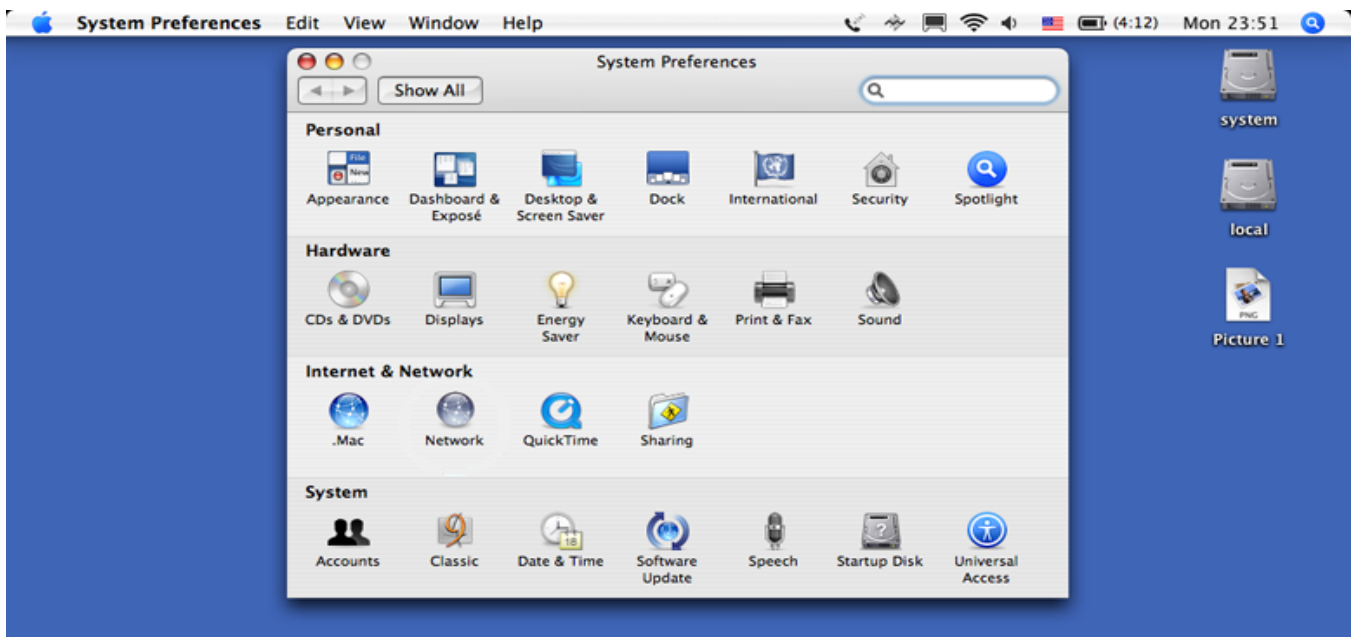 System Preferences Edit View Window Help (4:12) Mon 23:51
System Preferences
Show All
system
Personal
File
New
Appearance
Dashboard &
Exposé
Desktop &
Screen Saver
Dock
International
Security
Spotlight
local
Hardware
CDs & DVDs
Displays
Energy
Saver
Keyboard &
Mouse
Print & Fax
Sound
PNG
Picture 1
Internet & Network
.Mac
Network
QuickTime
Sharing
System
9
18
?
Accounts
Classic
Date & Time
Software
Update
Speech
Startup Disk
Universal
Access